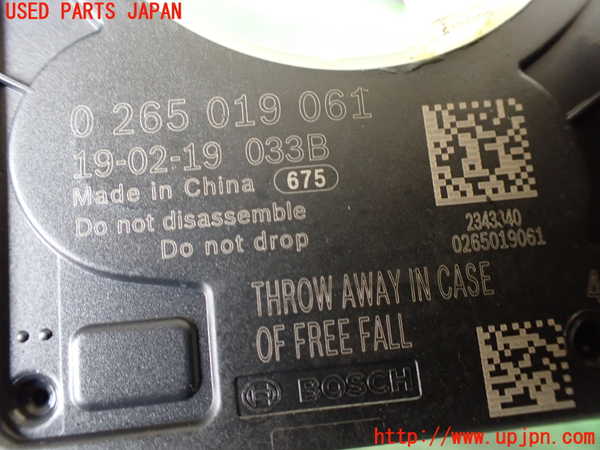 USED PARTS JAPAN
0 265 019 061
19-02-19 033B
Made in China 675
Do not disassemble
Do not drop
2343J40
0265019061
THROW AWAY IN CASE
OF FREE FALL
BOSCH
http://www.upjpn.com/